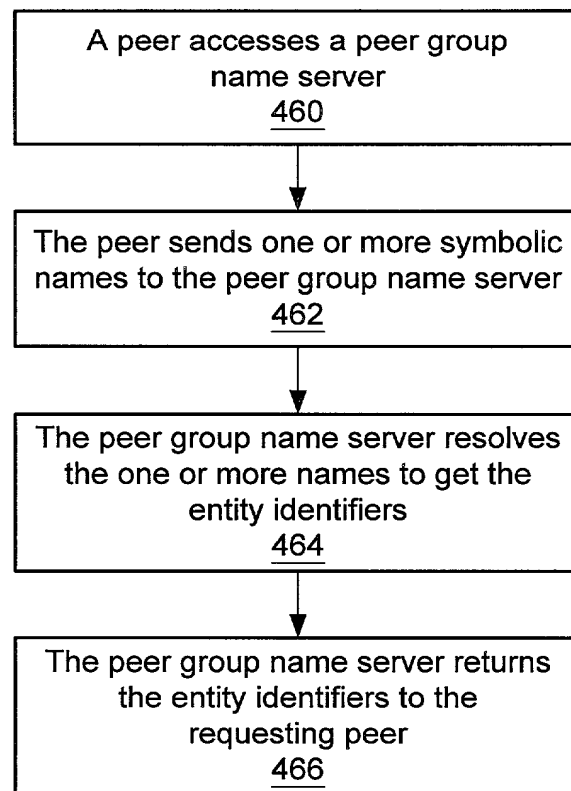 A peer accesses a peer group
name server
460
The peer sends one or more symbolic
names to the peer group name server
462
The peer group name server resolves
the one or more names to get the
entity identifiers
464
The peer group name server returns
the entity identifiers to the
requesting peer
466